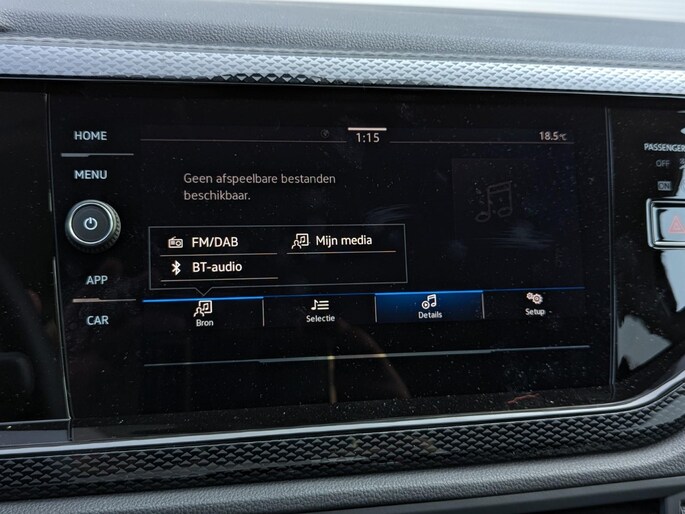 HOME
MENU
APP
CAR
1:15
18.5°C
Geen afspeelbare bestanden
beschikbaar.
FM/DAB
Mijn media
BT-audio
Bron
Selectie
Details
Setup
PASSENGER
OFF
ON